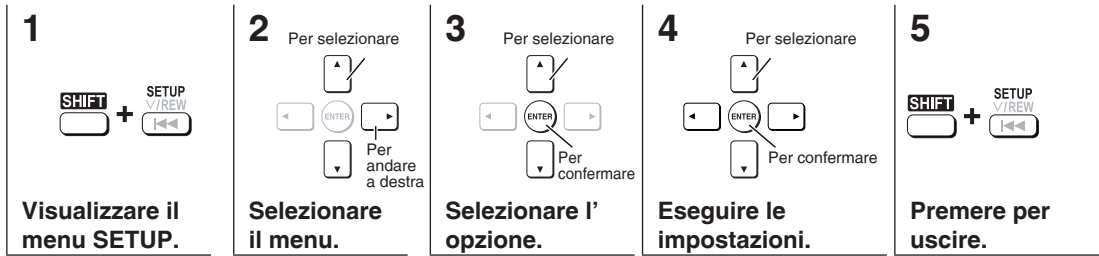 1
SHIFT + SETUP
∨/REW
Visualizzare il
menu SETUP.
2
Per selezionare
ENTER
Per
andare
a destra
Selezionare
il menu.
3
Per selezionare
ENTER
Per
confermare
Selezionare l’
opzione.
4
Per selezionare
ENTER
Per confermare
Eseguire le
impostazioni.
5
SHIFT + SETUP
∨/REW
Premere per
uscire.